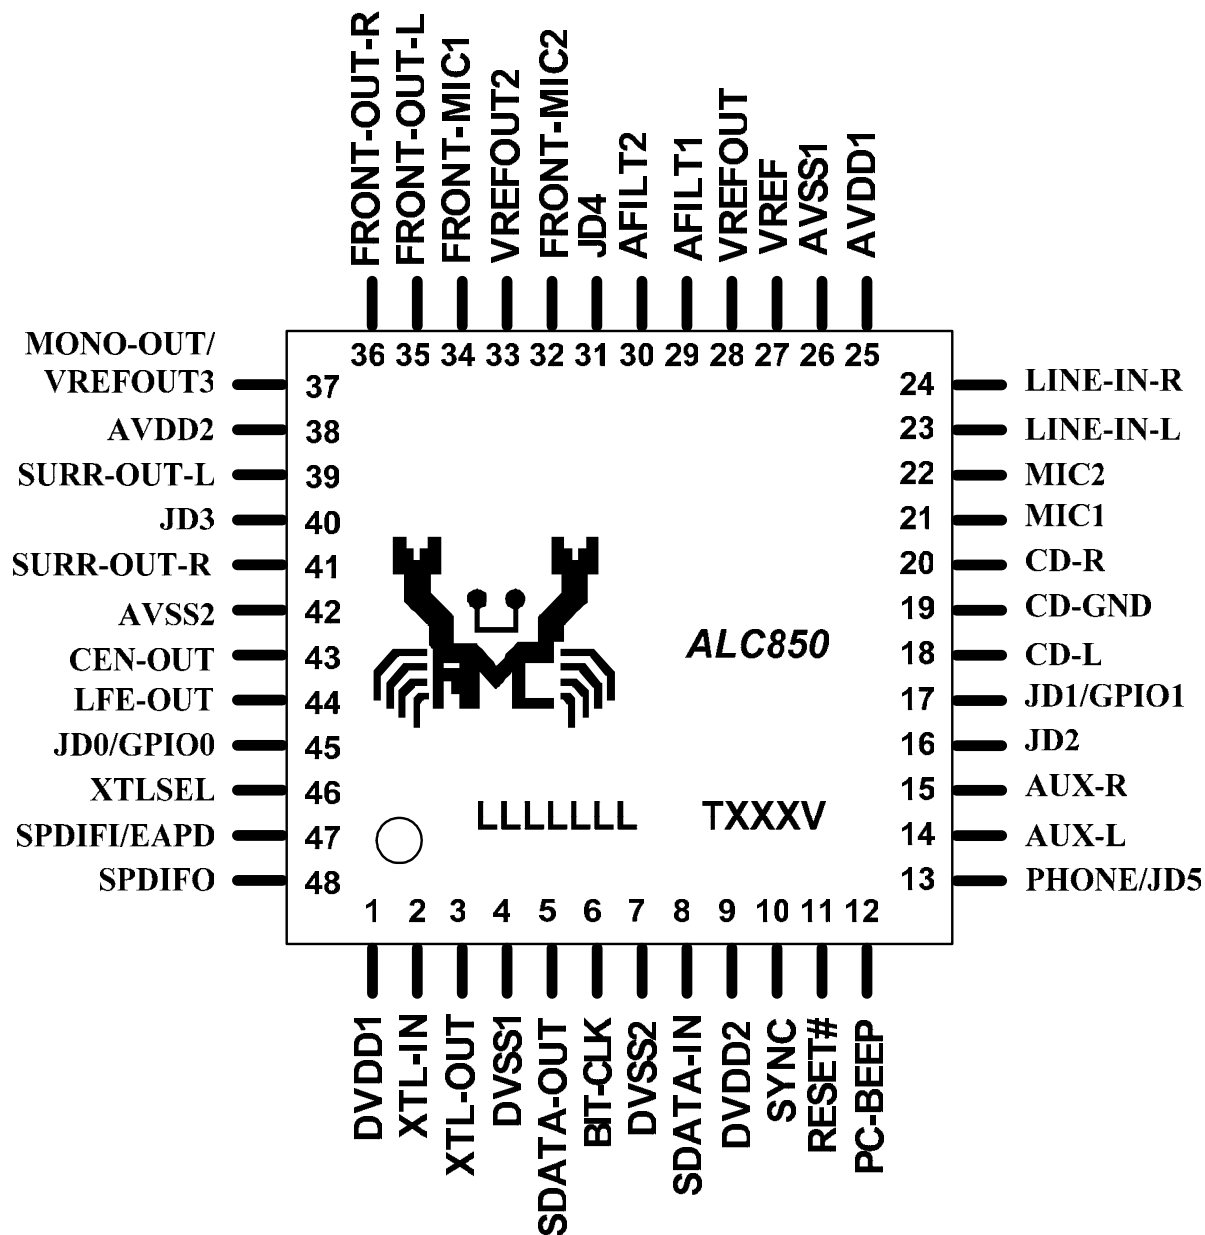 FRONT-OUT-R
FRONT-OUT-L
FRONT-MIC1
VREFOUT2
FRONT-MIC2
JD4
AFILT2
AFILT1
VREFOUT
VREF
AVSS1
AVDD1
36 35 34 33 32 31 30 29 28 27 26 25
MONO-OUT/
VREFOUT3 37
AVDD2 38
SURR-OUT-L 39
JD3 40
SURR-OUT-R 41
AVSS2 42
CEN-OUT 43
LFE-OUT 44
JD0/GPIO0 45
XTLSEL 46
SPDIFI/EAPD 47
SPDIFO 48
ALC850
LLLLLLL TXXXV
24 LINE-IN-R
23 LINE-IN-L
22 MIC2
21 MIC1
20 CD-R
19 CD-GND
18 CD-L
17 JD1/GPIO1
16 JD2
15 AUX-R
14 AUX-L
13 PHONE/JD5
1 2 3 4 5 6 7 8 9 10 11 12
DVDD1
XTL-IN
XTL-OUT
DVSS1
SDATA-OUT
BIT-CLK
DVSS2
SDATA-IN
DVDD2
SYNC
RESET#
PC-BEEP